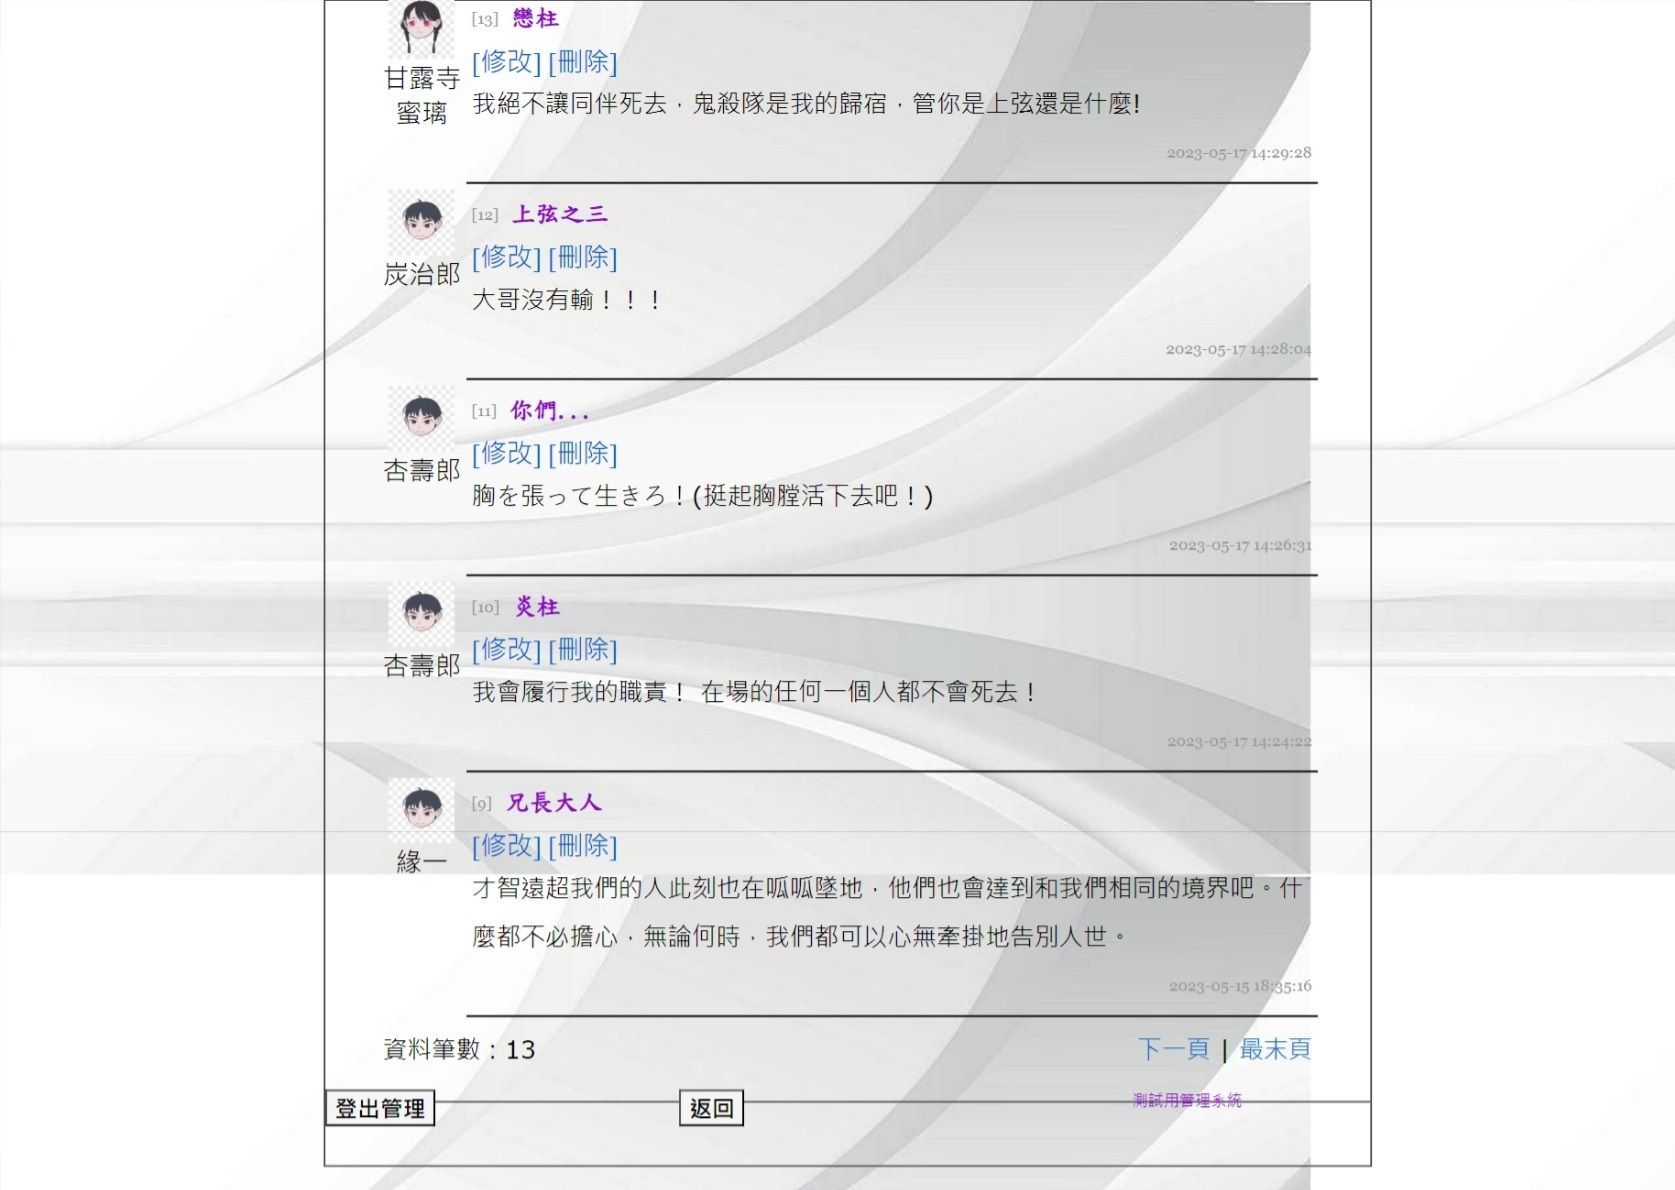 [13] 戀柱
[修改] [刪除]
甘露寺
蜜璃
我絕不讓同伴死去，鬼殺隊是我的歸宿，管你是上弦還是什麼!
2023-05-17 14:29:28
[12] 上弦之三
[修改] [刪除]
炭治郎
大哥沒有輸！！！
2023-05-17 14:28:04
[11] 你們...
[修改] [刪除]
杏壽郎
胸を張って生きろ！(挺起胸膛活下去吧！)
2023-05-17 14:26:31
[10] 炎柱
[修改] [刪除]
杏壽郎
我會履行我的職責！ 在場的任何一個人都不會死去！
2023-05-17 14:24:22
[9] 兄長大人
[修改] [刪除]
緣一
才智遠超我們的人此刻也在呱呱墜地，他們也會達到和我們相同的境界吧。什
麼都不必擔心，無論何時，我們都可以心無牽掛地告別人世。
2023-05-15 18:35:16
資料筆數：13
下一頁 | 最末頁
登出管理
返回
測試用管理系統